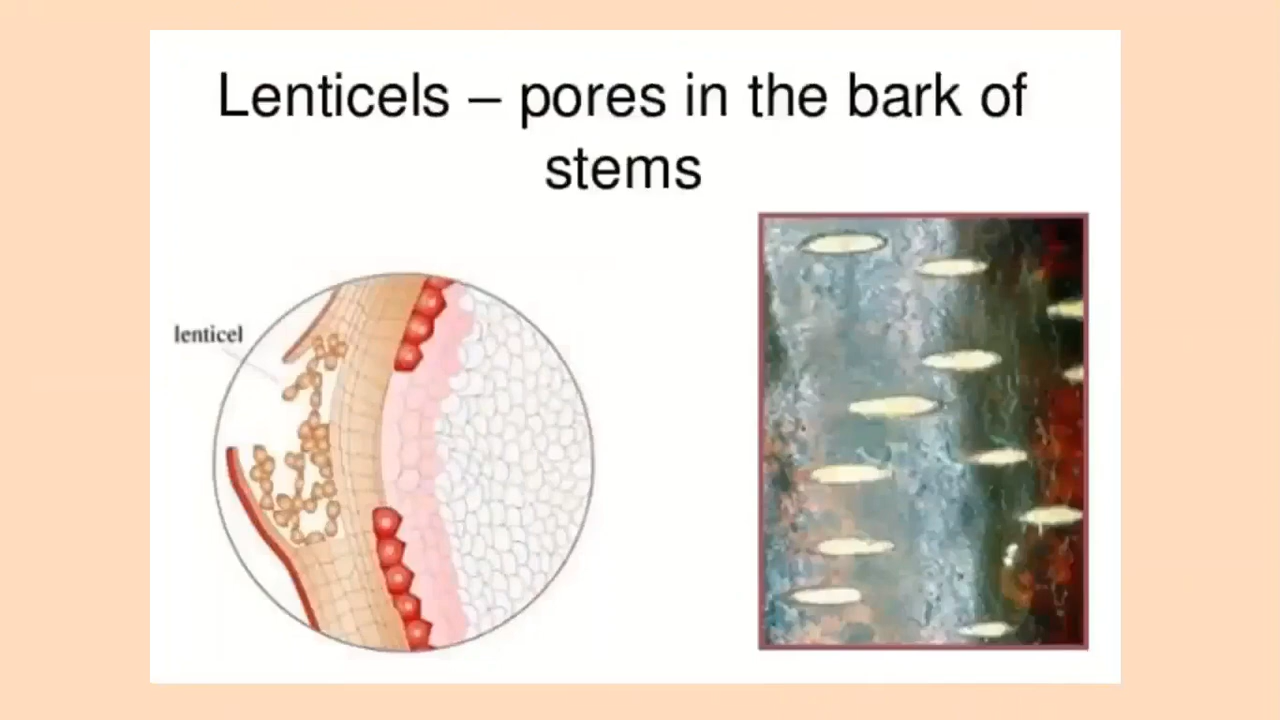 Lenticels – pores in the bark of
stems
lenticel